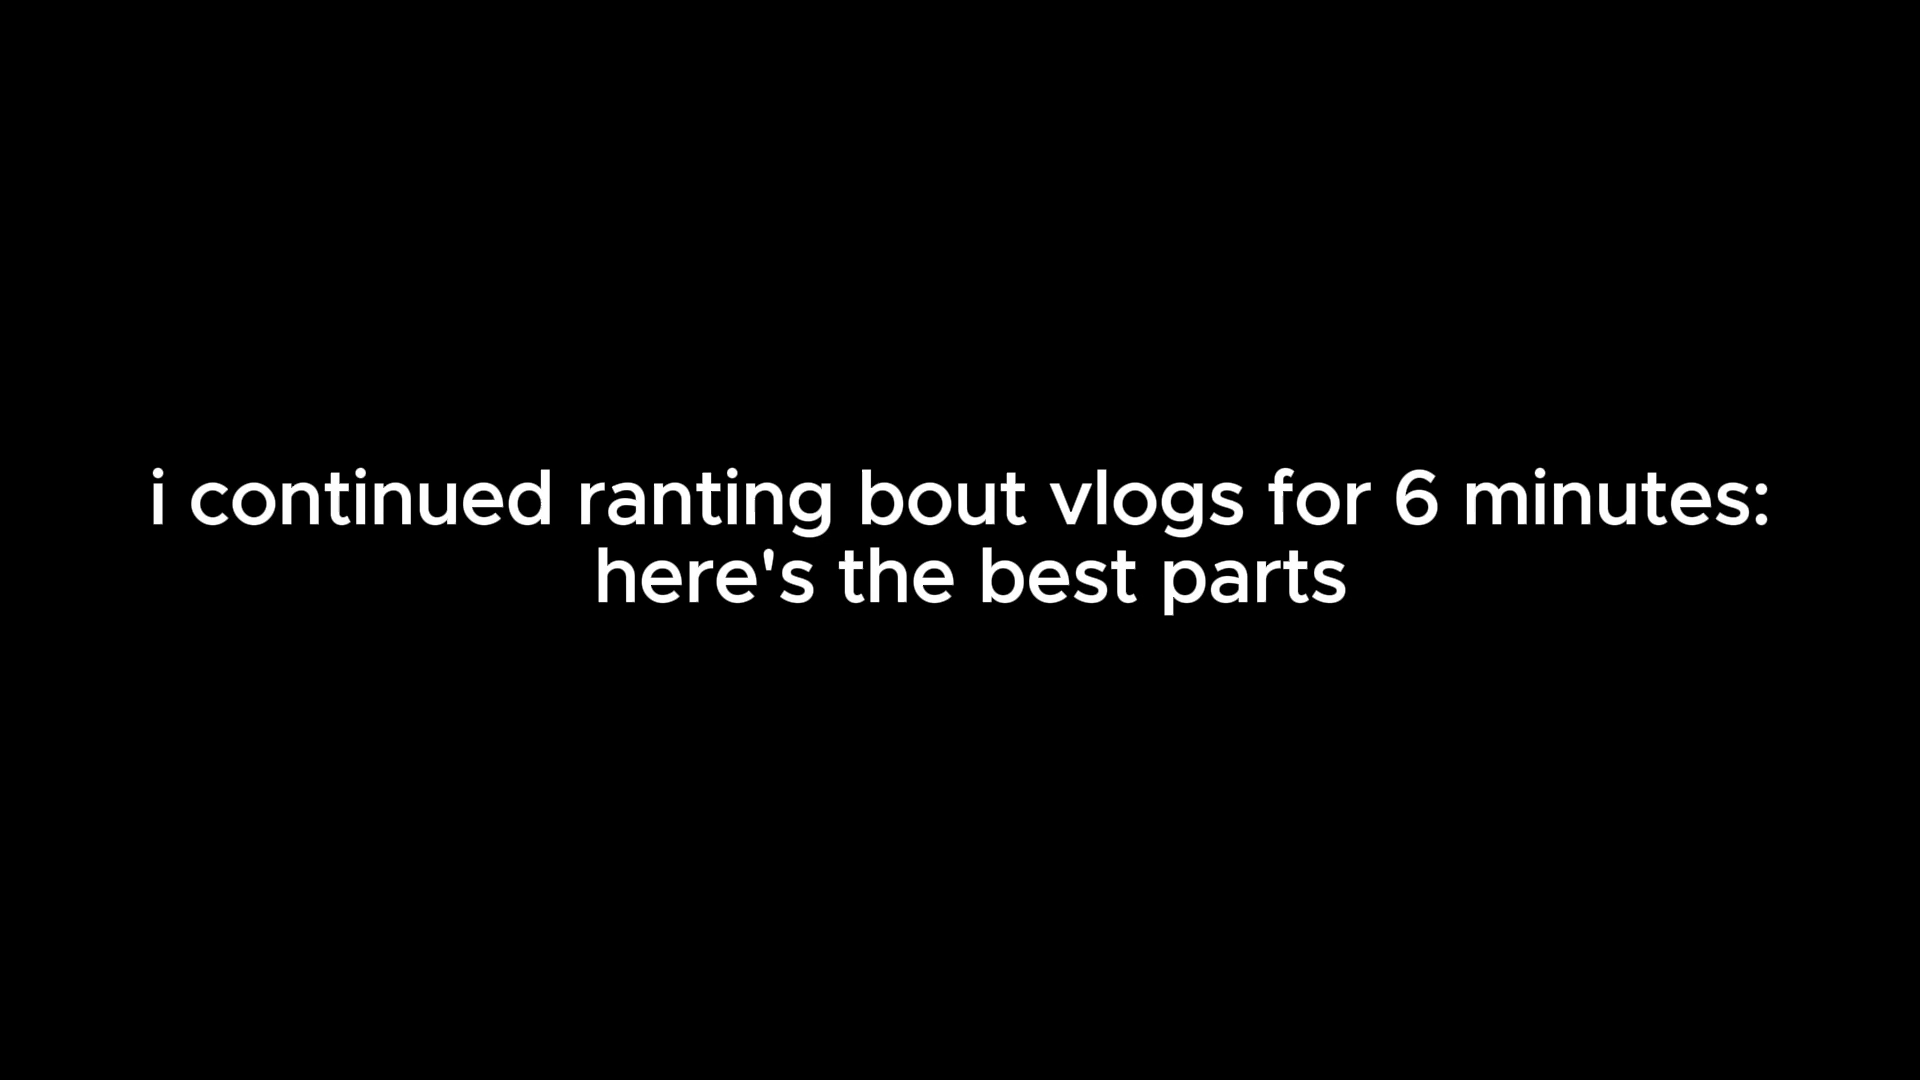 i continued ranting bout vlogs for 6 minutes:
here's the best parts